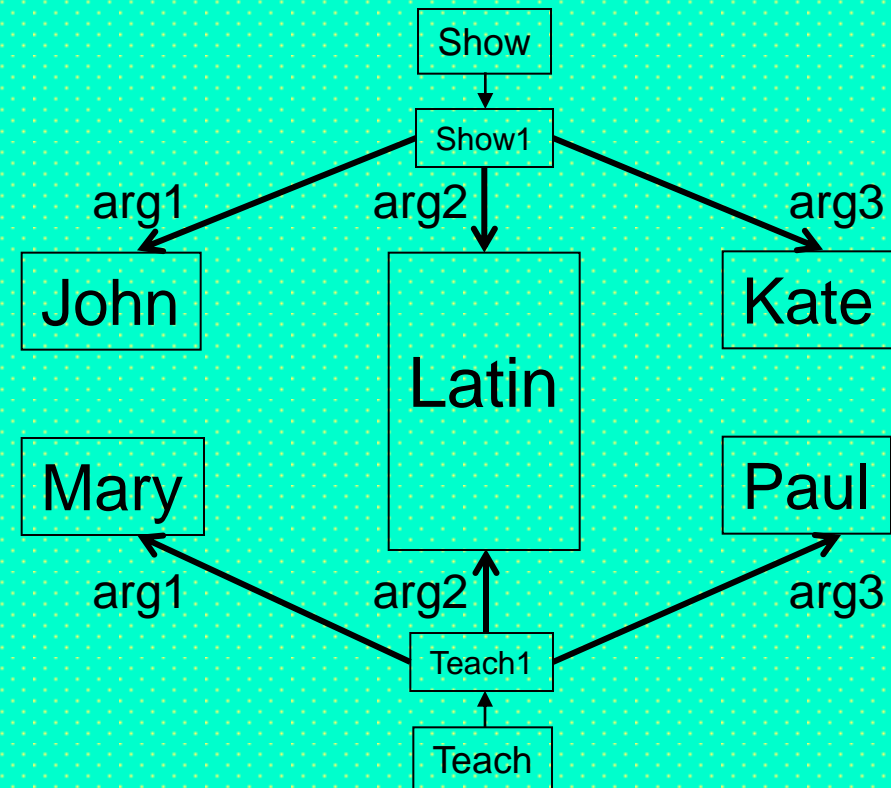 Show
Show1
arg1 arg2 arg3
John Kate
Latin
Mary Paul
arg1 arg2 arg3
Teach1
Teach